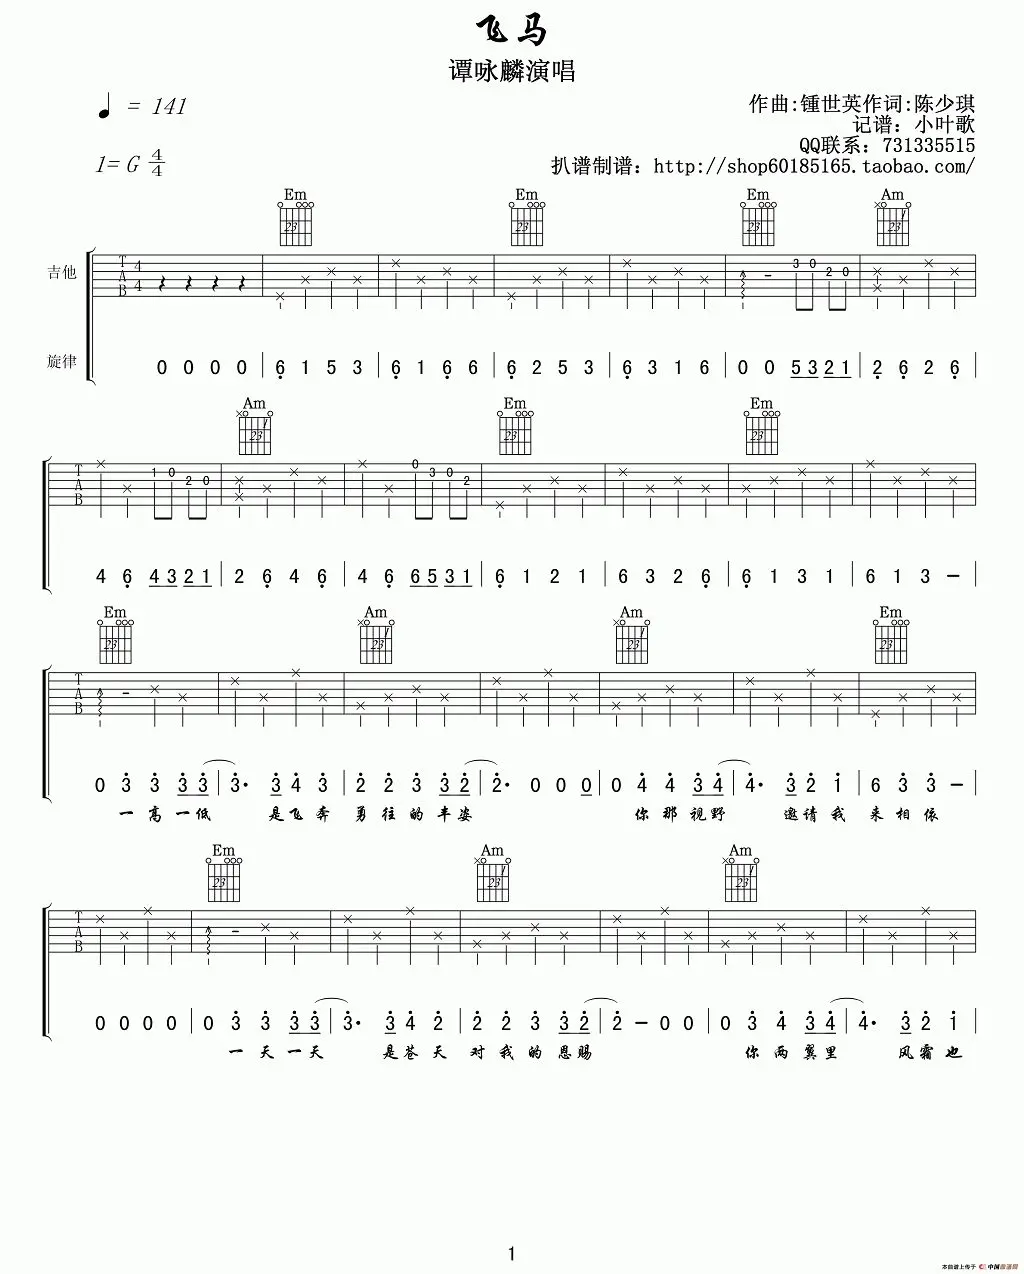 飞马
谭咏麟演唱
♩ = 141
作曲:锺世英作词:陈少琪
记谱：小叶歌
QQ联系：731335515
1=G 4/4
扒谱制谱：http://shop60185165.taobao.com/
Em Em Em Am
吉他 T A B 4 4 3 0 2 0
旋律 0 0 0 0 | 6 1 5 3 | 6 1 6 6 | 6 2 5 3 | 6 3 1 6 | 0 0 5 3 2 1 | 2 6 2 6 |
Am Em Em
T A B 1 0 2 0 0 3 0 2
4 6 4 3 2 1 | 2 6 4 6 | 4 6 6 5 3 1 | 6 1 2 1 | 6 3 2 6 | 6 1 3 1 | 6 1 3 – |
Em Am Am Em
T A B
0 3 3 3 3 | 3· 3 4 3 | 2 2 3 3 2 | 2· 0 0 0 | 0 4 4 3 4 | 4· 3 2 1 | 6 3 3 – |
一高一低 是飞奔 勇往的丰姿 你那视野 邀请我 来相依
Em Am Am
T A B
0 0 0 0 | 0 3 3 3 3 | 3· 3 4 2 | 2 2 3 3 2 | 2 – 0 0 | 0 3 4 3 4 | 4· 3 2 1 |
一天一天 是苍天 对我的恩赐 你两翼里 风霜也
1
本曲谱上传于 中国曲谱网